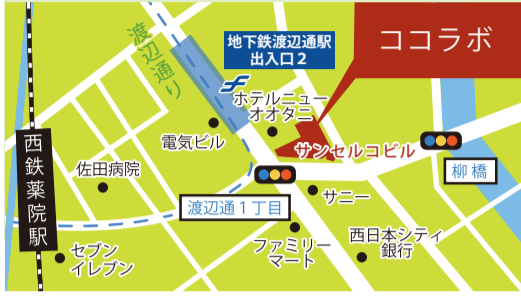 渡辺通り
地下鉄渡辺通駅
出入口2
ココラボ
ホテルニュー
オオタニ
電気ビル
サンセルコビル
西鉄薬院駅
佐田病院
柳橋
渡辺通1丁目
サニー
セブン
イレブン
ファミリー
マート
西日本シティ
銀行